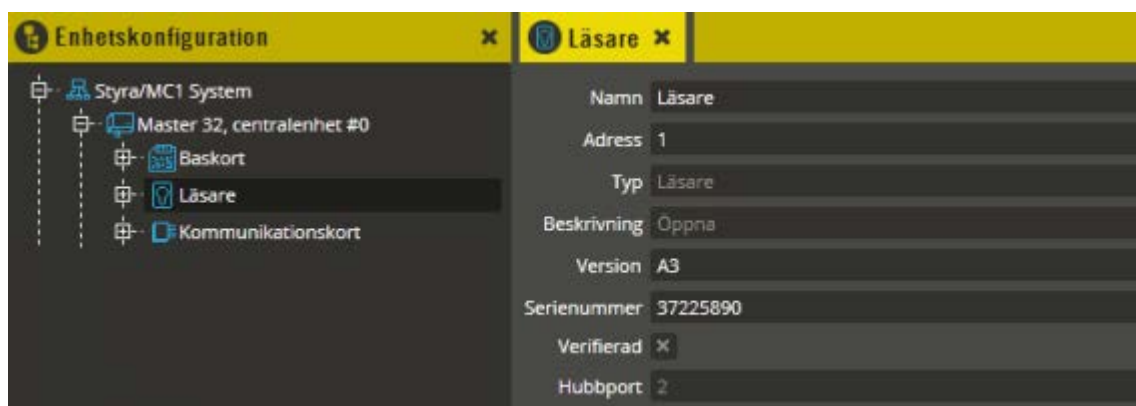 Enhetskonfiguration
Styra/MC1 System
Master 32, centralenhet #0
Baskort
Läsare
Kommunikationskort
Läsare
Namn Läsare
Adress 1
Typ Läsare
Beskrivning Öppna
Version A3
Serienummer 37225890
Verifierad
Hubbport 2